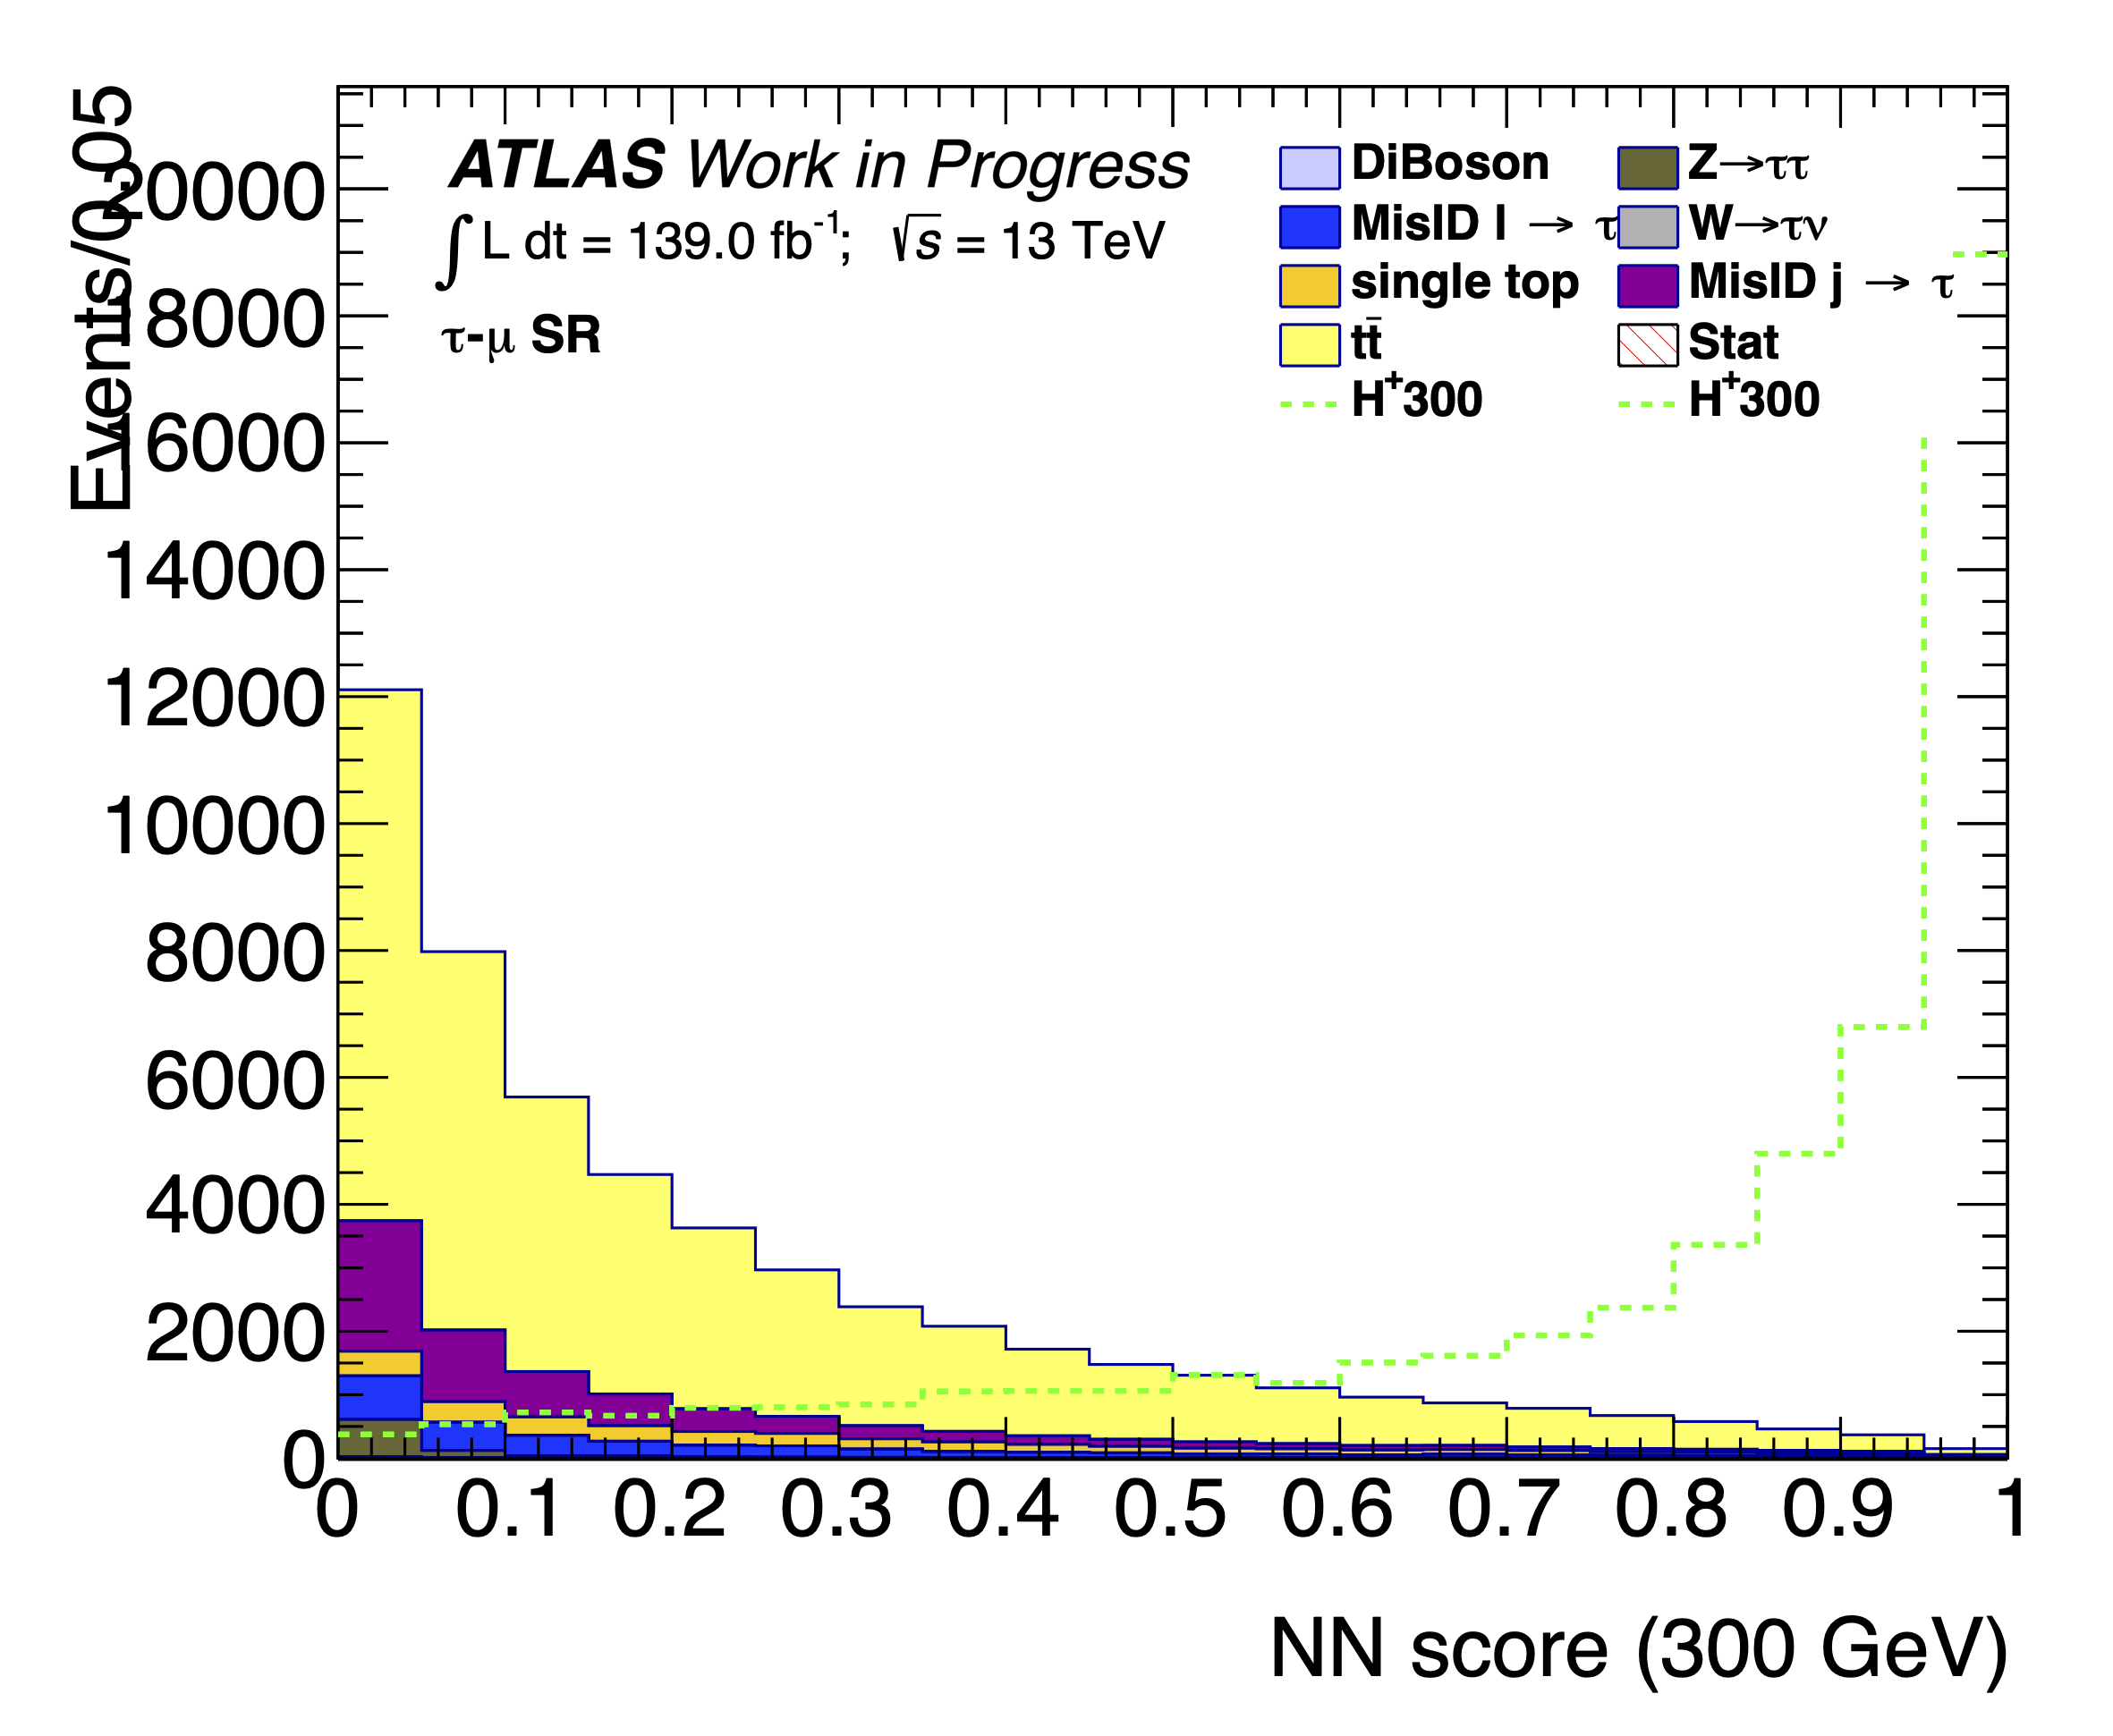 Events/0.05
ATLAS Work in Progress
∫L dt = 139.0 fb⁻¹; √s = 13 TeV
τ-μ SR
DiBoson
Z→ττ
MisID l → τ
W→τν
single top
MisID j → τ
tt̄
Stat
H⁺300
H⁺300
20000
18000
16000
14000
12000
10000
8000
6000
4000
2000
0
0 0.1 0.2 0.3 0.4 0.5 0.6 0.7 0.8 0.9 1
NN score (300 GeV)